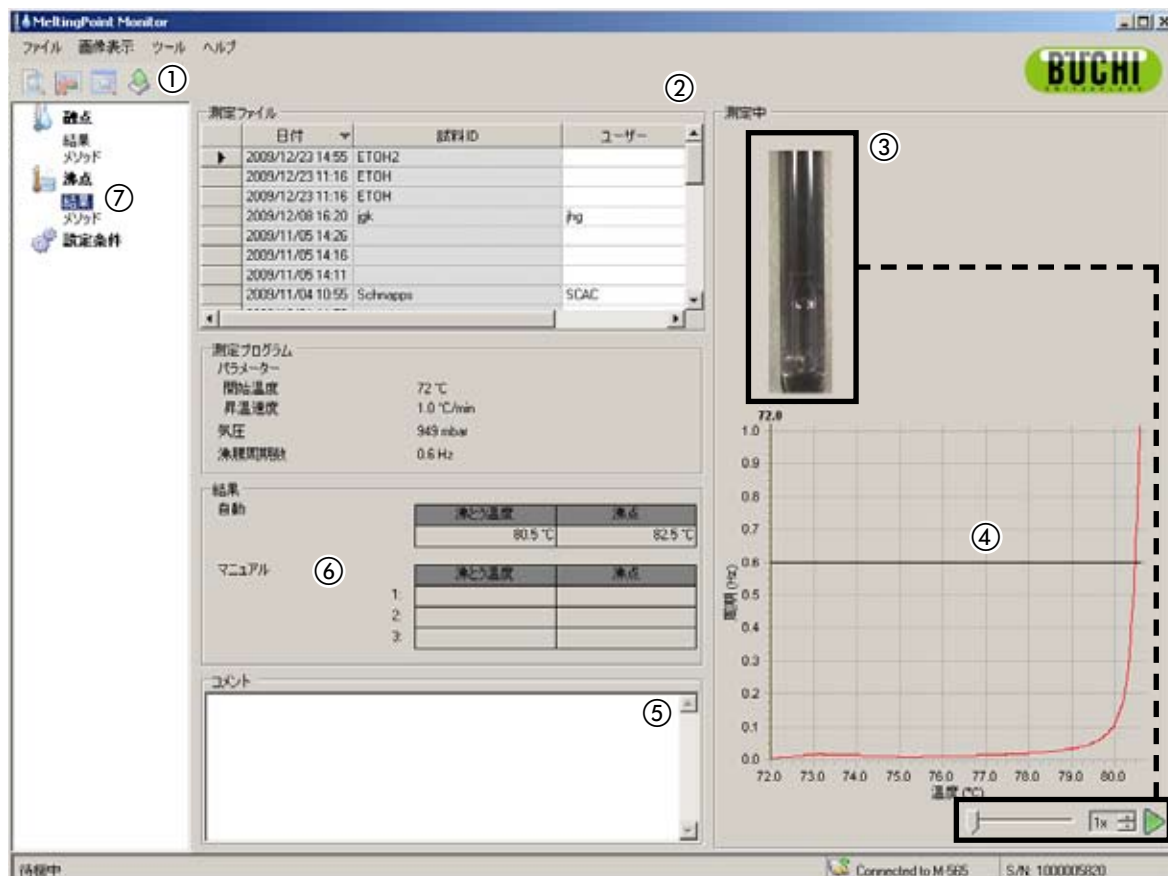 MeltingPoint Monitor
ファイル 画像表示 ツール ヘルプ
①
BUCHI
SWITZERLAND
融点
結果
メソッド
沸点
結果
メソッド
⑦
設定条件
②
測定ファイル
日付 試料ID ユーザー
2009/12/23 14:55 ETOH2
2009/12/23 11:16 ETOH
2009/12/23 11:16 ETOH
2009/12/08 16:20 jgk jhg
2009/11/05 14:26
2009/11/05 14:16
2009/11/05 14:11
2009/11/04 10:55 Schnapps SCAC
測定プログラム
パラメーター
開始温度 72 ℃
昇温速度 1.0 ℃/min
気圧 949 mbar
沸騰周期数 0.6 Hz
結果
自動
沸とう温度 沸点
80.5 ℃ 82.5 ℃
マニュアル
⑥
沸とう温度 沸点
1:
2:
3:
コメント
⑤
測定中
③
72.0
④
1.0
0.9
0.8
0.7
0.6
0.5
0.4
0.3
0.2
0.1
0.0
周期 (Hz)
72.0 73.0 74.0 75.0 76.0 77.0 78.0 79.0 80.0
温度 (℃)
1x
待機中
Connected to M-565
S/N: 1000005820